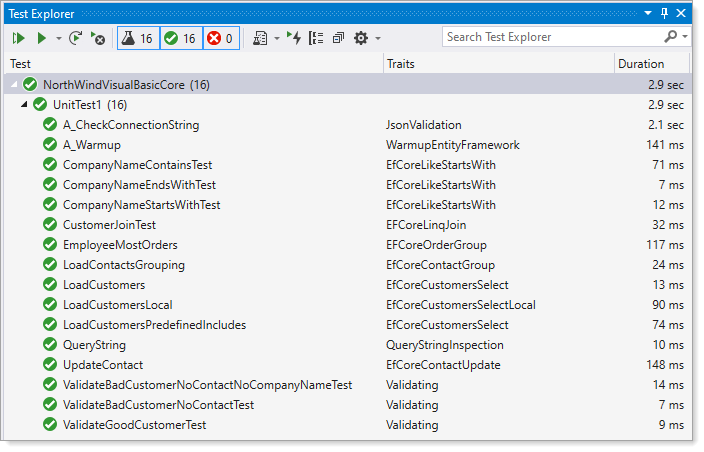 Test Explorer
16 16 0 Search Test Explorer
Test Traits Duration
NorthWindVisualBasicCore (16) 2.9 sec
UnitTest1 (16) 2.9 sec
A_CheckConnectionString JsonValidation 2.1 sec
A_Warmup WarmupEntityFramework 141 ms
CompanyNameContainsTest EfCoreLikeStartsWith 71 ms
CompanyNameEndsWithTest EfCoreLikeStartsWith 7 ms
CompanyNameStartsWithTest EfCoreLikeStartsWith 12 ms
CustomerJoinTest EFCoreLinqJoin 32 ms
EmployeeMostOrders EFCoreOrderGroup 117 ms
LoadContactsGrouping EfCoreContactGroup 24 ms
LoadCustomers EfCoreCustomersSelect 13 ms
LoadCustomersLocal EfCoreCustomersSelectLocal 90 ms
LoadCustomersPredefinedIncludes EfCoreCustomersSelect 74 ms
QueryString QueryStringInspection 10 ms
UpdateContact EfCoreContactUpdate 148 ms
ValidateBadCustomerNoContactNoCompanyNameTest Validating 14 ms
ValidateBadCustomerNoContactTest Validating 7 ms
ValidateGoodCustomerTest Validating 9 ms